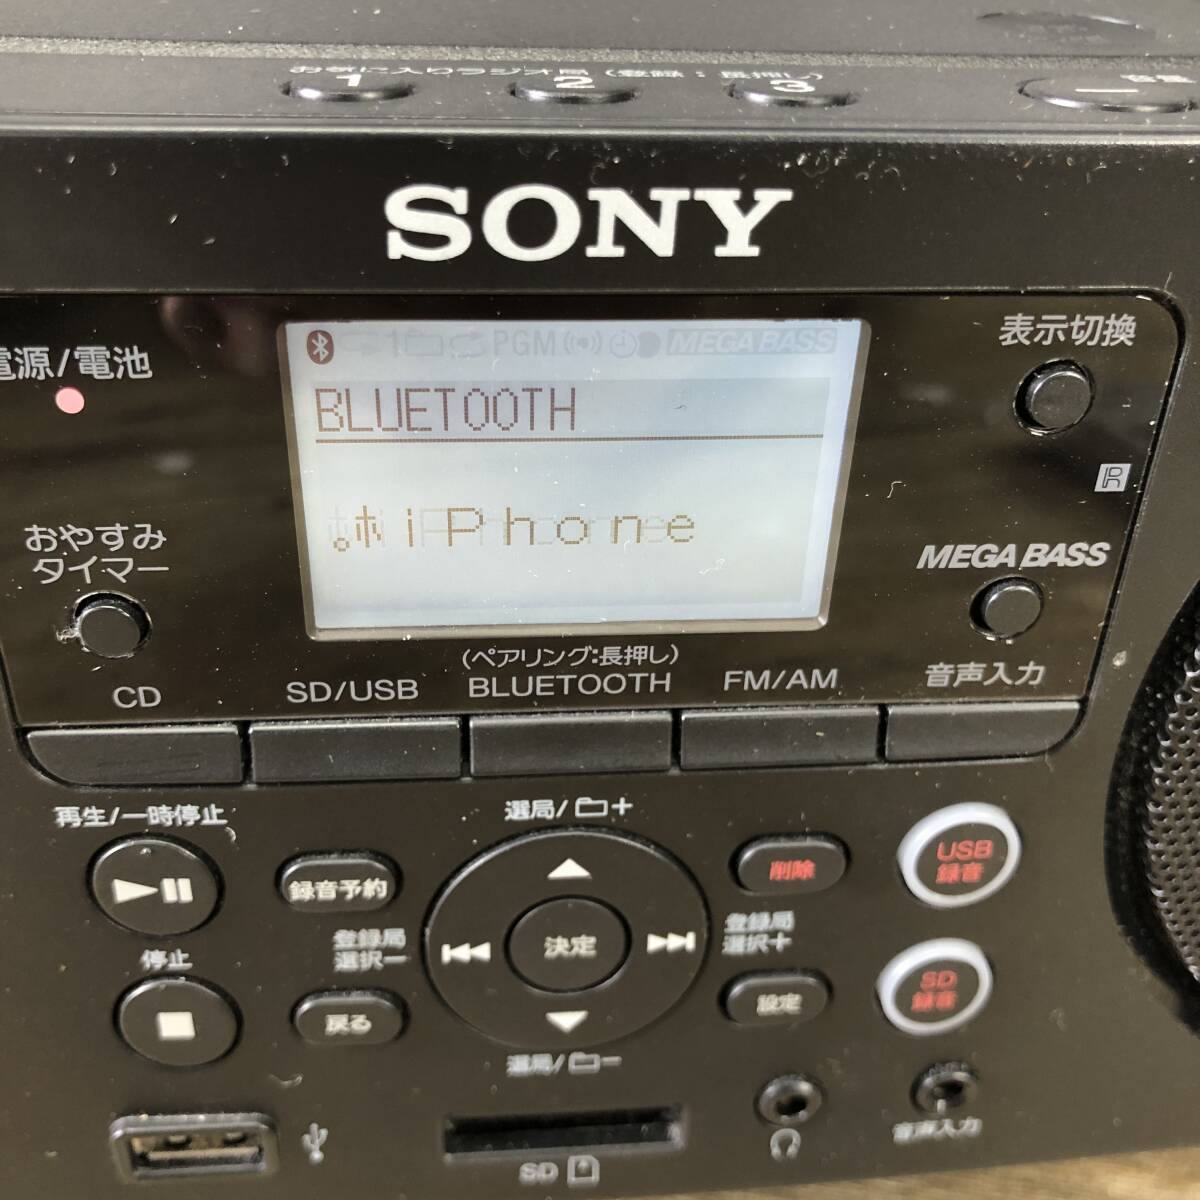 お気に入りラジオ局(登録:長押し)
1 2 3 —
SONY
電源/電池
PGM MEGA BASS
BLUETOOTH
iPhone
表示切換
おやすみ
タイマー
MEGA BASS
(ペアリング:長押し)
CD SD/USB BLUETOOTH FM/AM 音声入力
再生/一時停止
選局/ +
録音予約
削除
USB
録音
登録局
選択—
決定
登録局
選択+
停止
戻る
設定
SD
録音
選局/ —
SD
音声入力